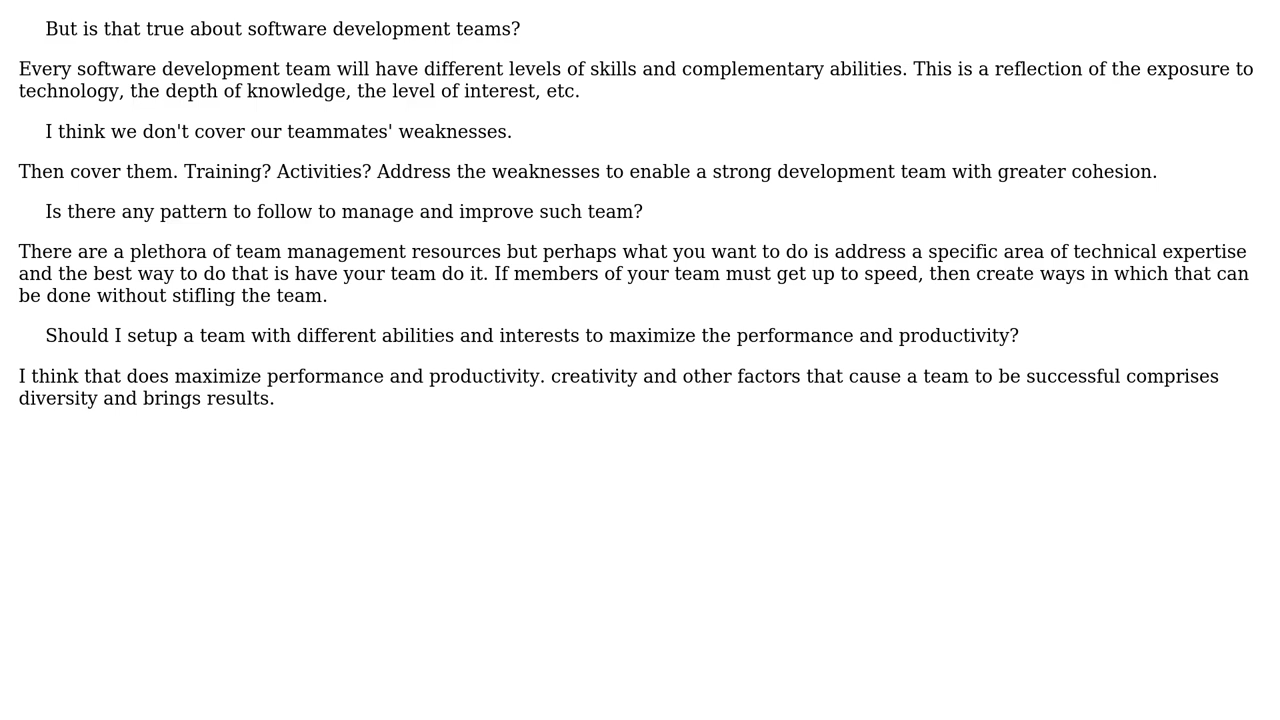 But is that true about software development teams?
Every software development team will have different levels of skills and complementary abilities. This is a reflection of the exposure to
technology, the depth of knowledge, the level of interest, etc.
I think we don't cover our teammates' weaknesses.
Then cover them. Training? Activities? Address the weaknesses to enable a strong development team with greater cohesion.
Is there any pattern to follow to manage and improve such team?
There are a plethora of team management resources but perhaps what you want to do is address a specific area of technical expertise
and the best way to do that is have your team do it. If members of your team must get up to speed, then create ways in which that can
be done without stifling the team.
Should I setup a team with different abilities and interests to maximize the performance and productivity?
I think that does maximize performance and productivity. creativity and other factors that cause a team to be successful comprises
diversity and brings results.